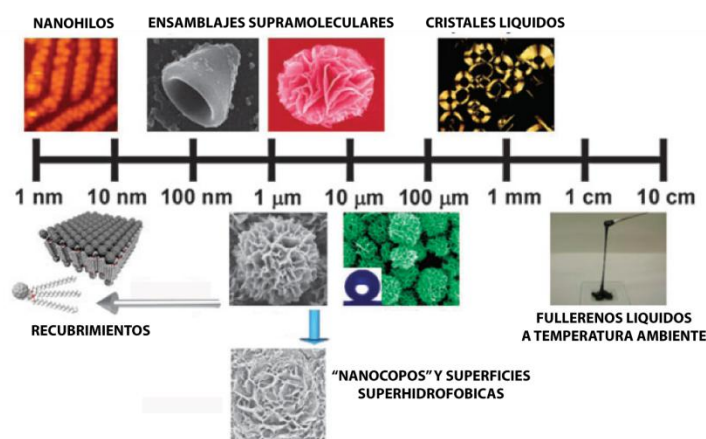 NANOHILOS
ENSAMBLAJES SUPRAMOLECULARES
CRISTALES LIQUIDOS
1 nm
10 nm
100 nm
1 μm
10 μm
100 μm
1 mm
1 cm
10 cm
RECUBRIMIENTOS
FULLERENOS LIQUIDOS
A TEMPERATURA AMBIENTE
“NANOCOPOS” Y SUPERFICIES
SUPERHIDROFOBICAS